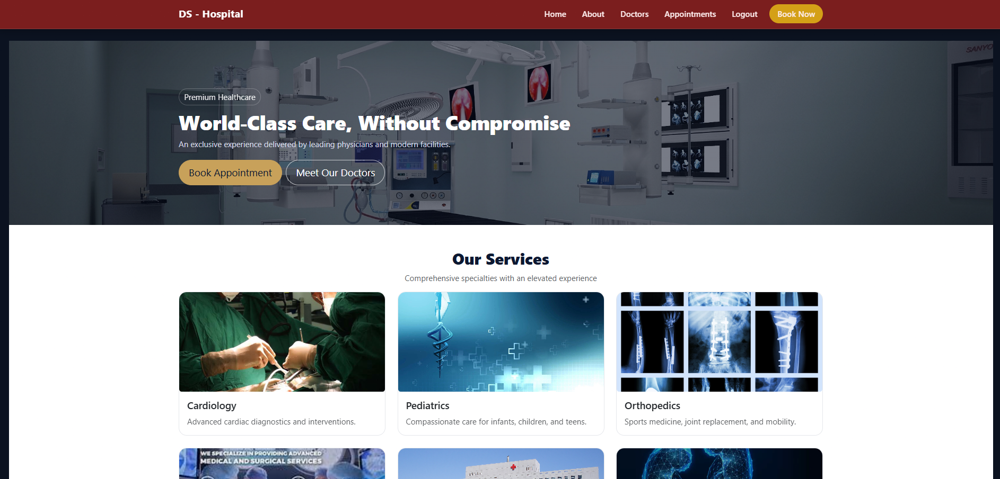 DS - Hospital
Home
About
Doctors
Appointments
Logout
Book Now
SANYO
Premium Healthcare
World-Class Care, Without Compromise
An exclusive experience delivered by leading physicians and modern facilities.
Book Appointment
Meet Our Doctors
Our Services
Comprehensive specialties with an elevated experience
Cardiology
Advanced cardiac diagnostics and interventions.
Pediatrics
Compassionate care for infants, children, and teens.
Orthopedics
Sports medicine, joint replacement, and mobility.
WE SPECIALIZE IN PROVIDING ADVANCED
MEDICAL AND SURGICAL SERVICES